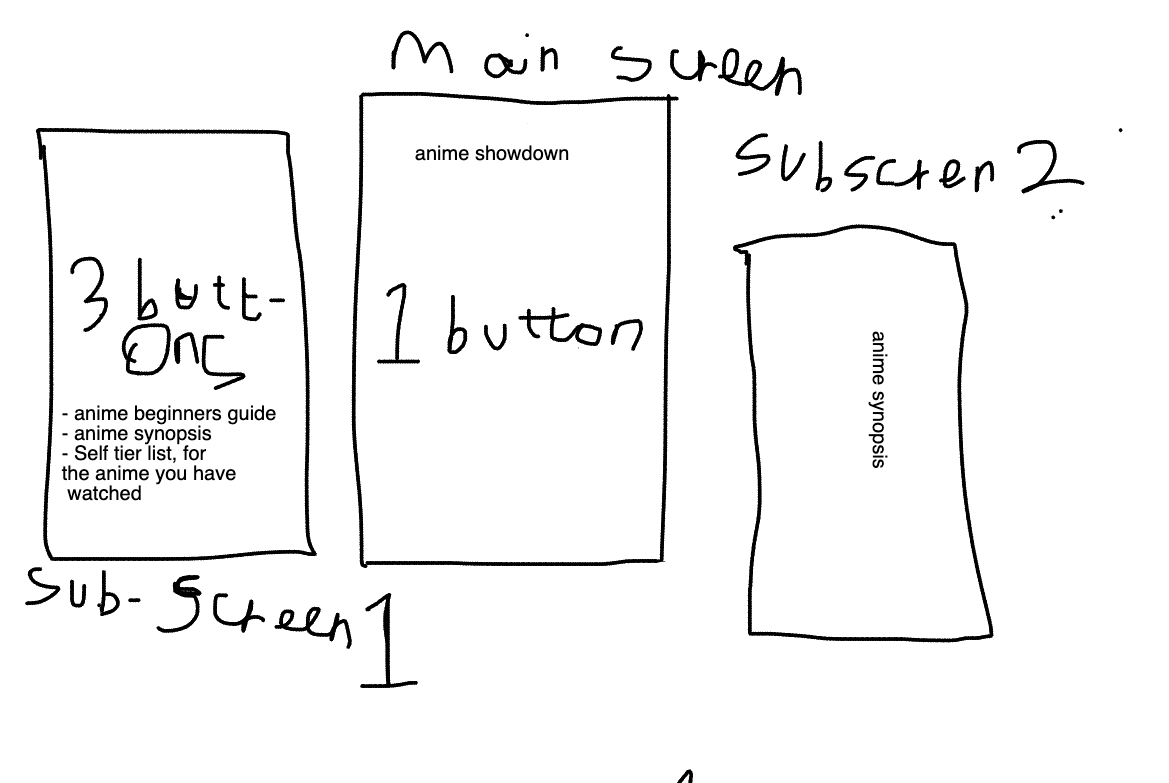 Main screen
anime showdown
1 button
3 butt-
ons
- anime beginners guide
- anime synopsis
- Self tier list, for
the anime you have
watched
sub-screen 1
subscren 2
anime synopsis